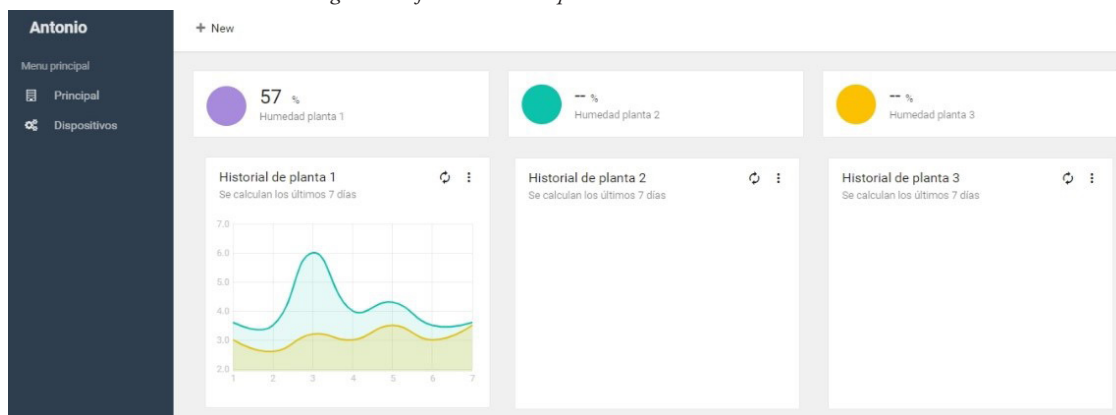 Antonio
+ New
Menu principal
Principal
Dispositivos
57 %
Humedad planta 1
-- %
Humedad planta 2
-- %
Humedad planta 3
Historial de planta 1
Se calculan los últimos 7 días
7.0
6.0
5.0
4.0
3.0
2.0
1 2 3 4 5 6 7
Historial de planta 2
Se calculan los últimos 7 días
Historial de planta 3
Se calculan los últimos 7 días